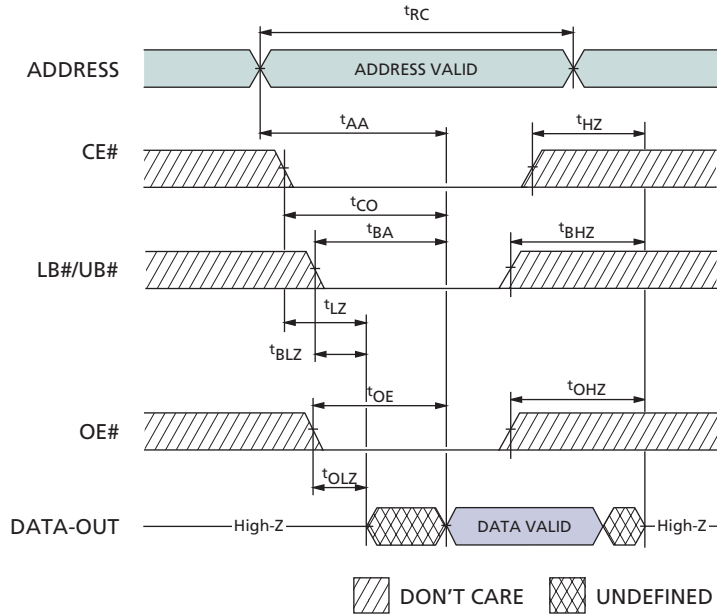 tRC
ADDRESS
ADDRESS VALID
tAA
tHZ
CE#
tCO
tBA
tBHZ
LB#/UB#
tLZ
tBLZ
tOE
tOHZ
OE#
tOLZ
DATA-OUT
High-Z
DATA VALID
High-Z
DON'T CARE
UNDEFINED